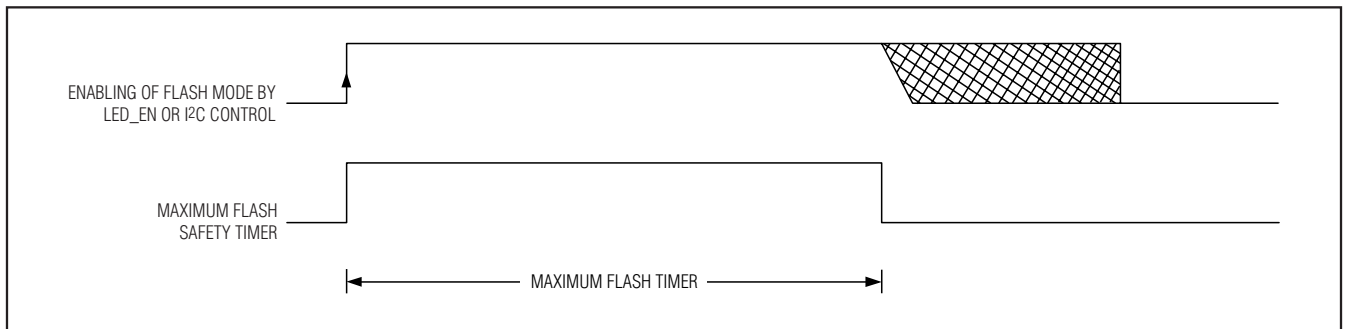 ENABLING OF FLASH MODE BY
LED_EN OR I2C CONTROL
MAXIMUM FLASH
SAFETY TIMER
MAXIMUM FLASH TIMER